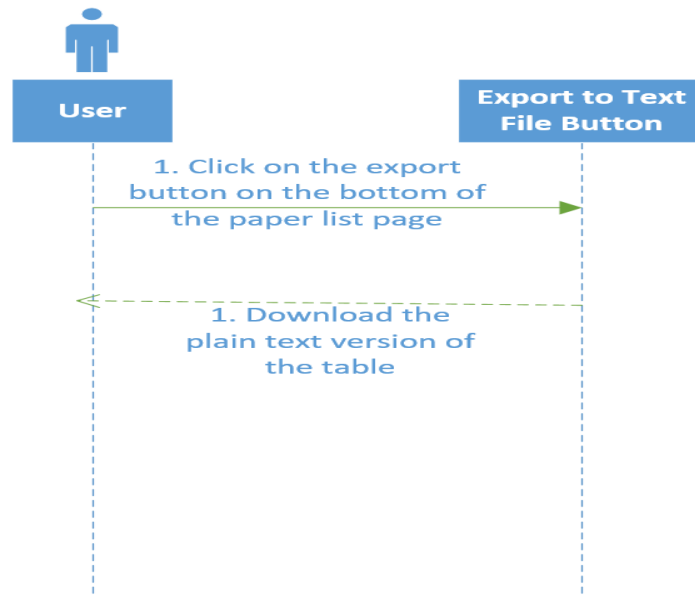 User
Export to Text
File Button
1. Click on the export
button on the bottom of
the paper list page
1. Download the
plain text version of
the table